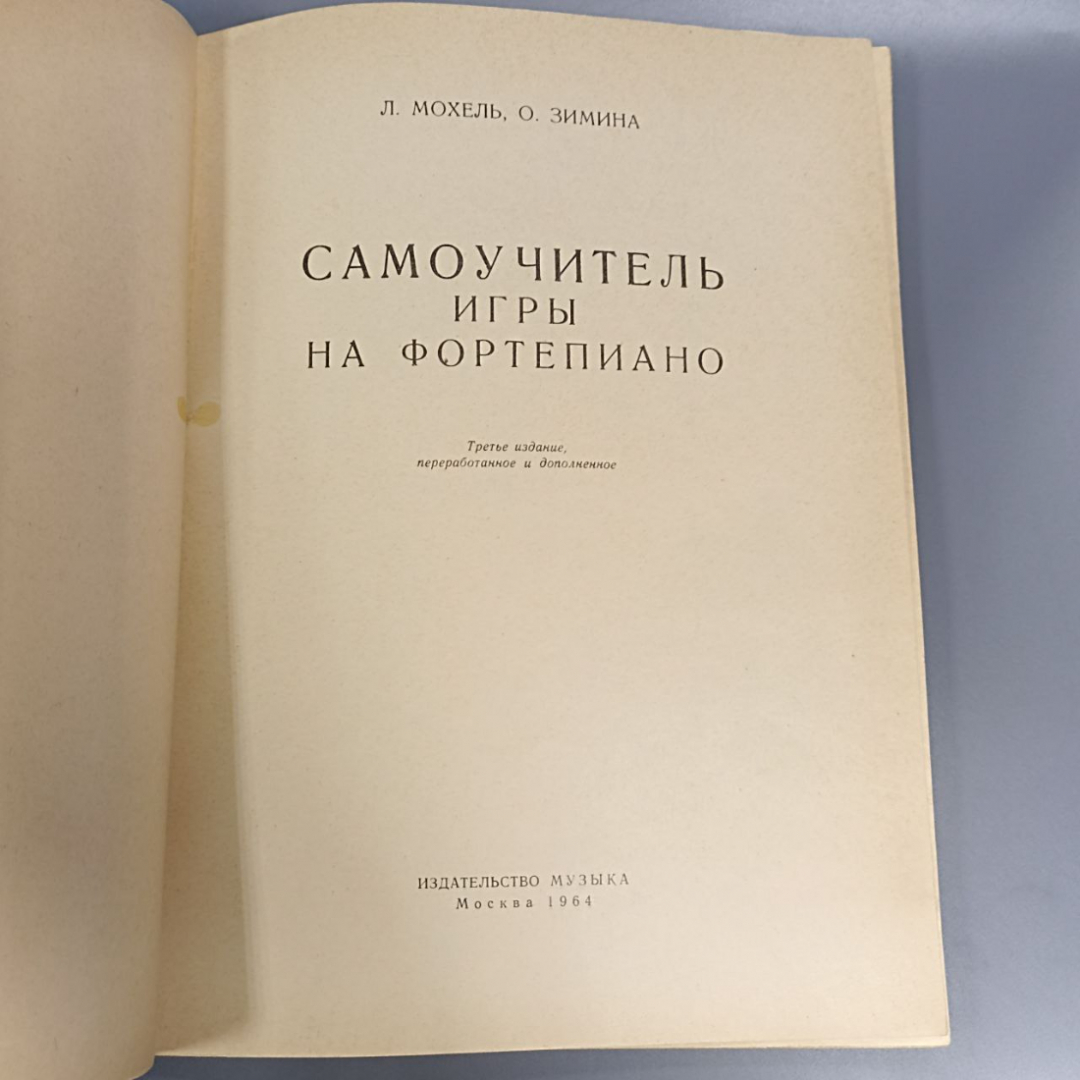 Л. МОХЕЛЬ, О. ЗИМИНА
САМОУЧИТЕЛЬ
ИГРЫ
НА ФОРТЕПИАНО
Третье издание,
переработанное и дополненное
ИЗДАТЕЛЬСТВО МУЗЫКА
Москва 1964